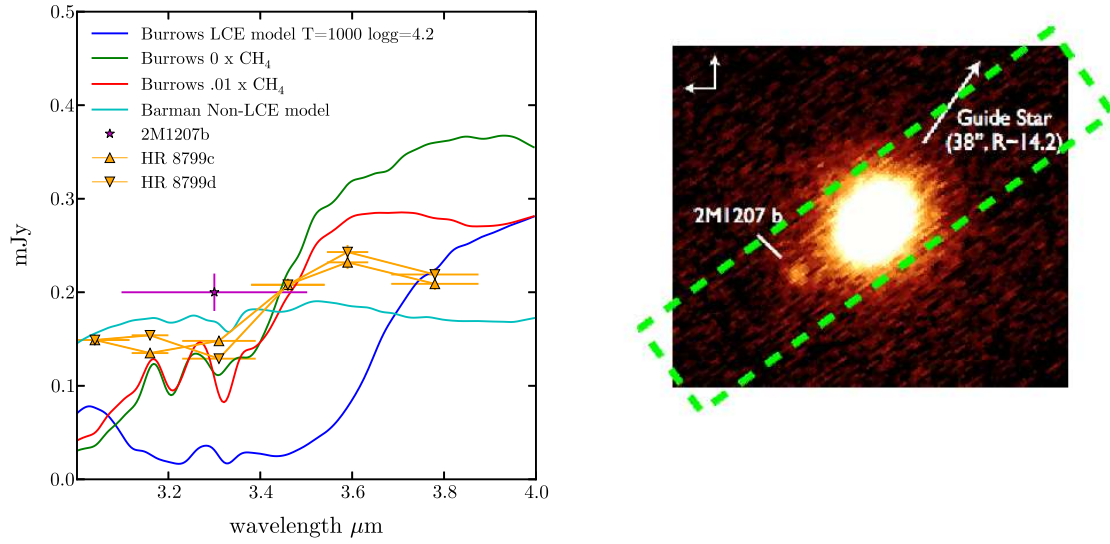 0.5
0.4
0.3
0.2
0.1
0.0
mJy
3.2
3.4
3.6
3.8
4.0
wavelength μm
Burrows LCE model T=1000 logg=4.2
Burrows 0 x CH₄
Burrows .01 x CH₄
Barman Non-LCE model
2M1207b
HR 8799c
HR 8799d
Guide Star
(38", R~14.2)
2M1207 b